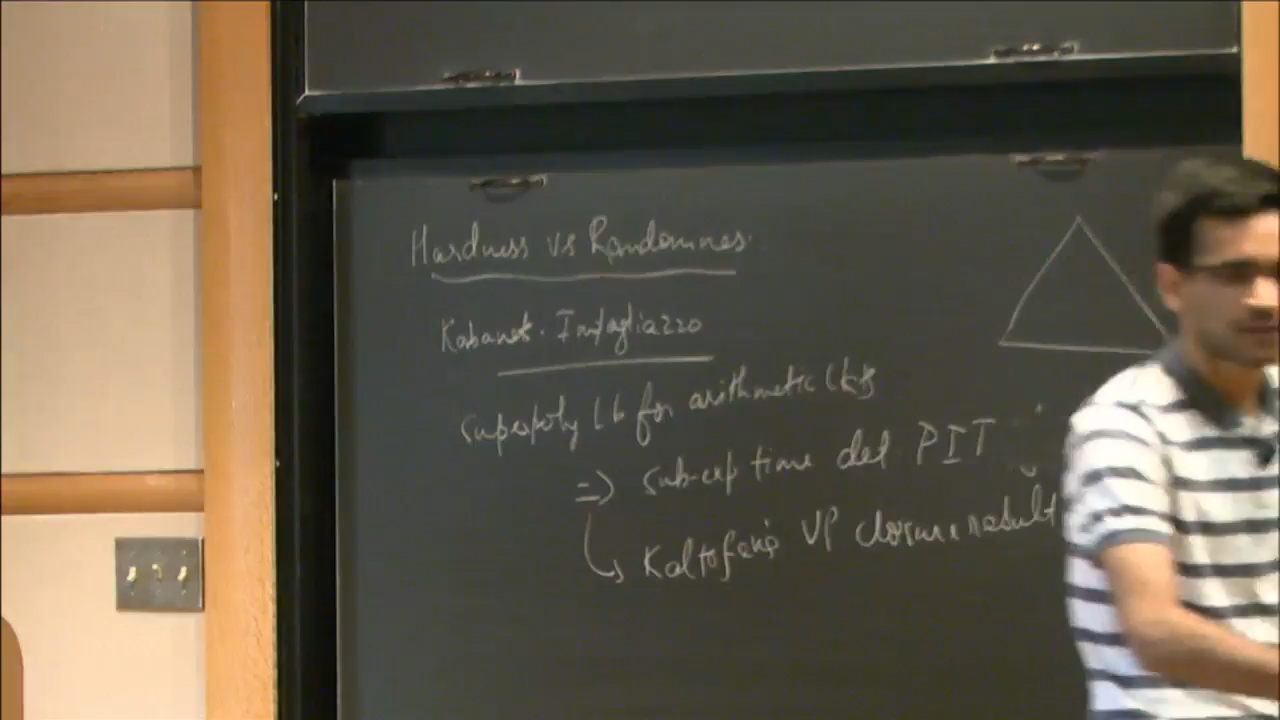 Hardness vs Randomness.
Kabanets. Impagliazzo
Superpoly lb for arithmetic ckts
=> sub-exp time det PIT
↳ Kaltofen's VP closure result